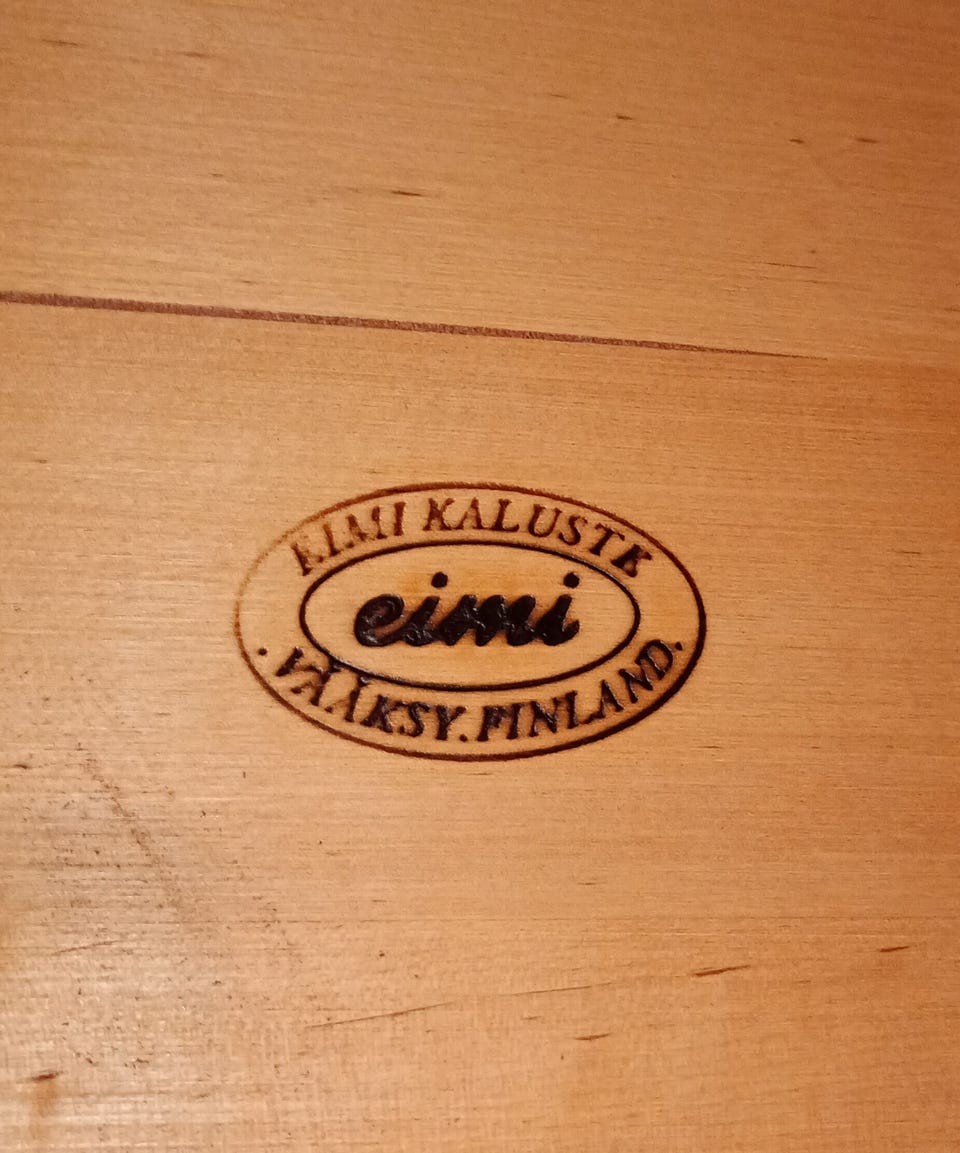 EIMI KALUSTE
eimi
. VÄÄKSY. FINLAND.